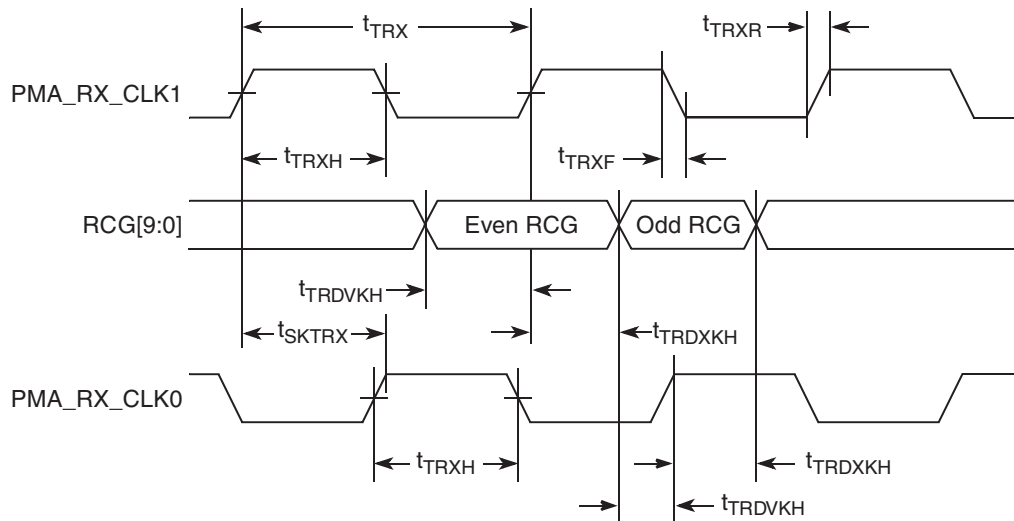 tTRX
tTRXR
PMA_RX_CLK1
tTRXH
tTRXF
RCG[9:0]
Even RCG
Odd RCG
tTRDVKH
tSKTRX
tTRDXKH
PMA_RX_CLK0
tTRXH
tTRDXKH
tTRDVKH